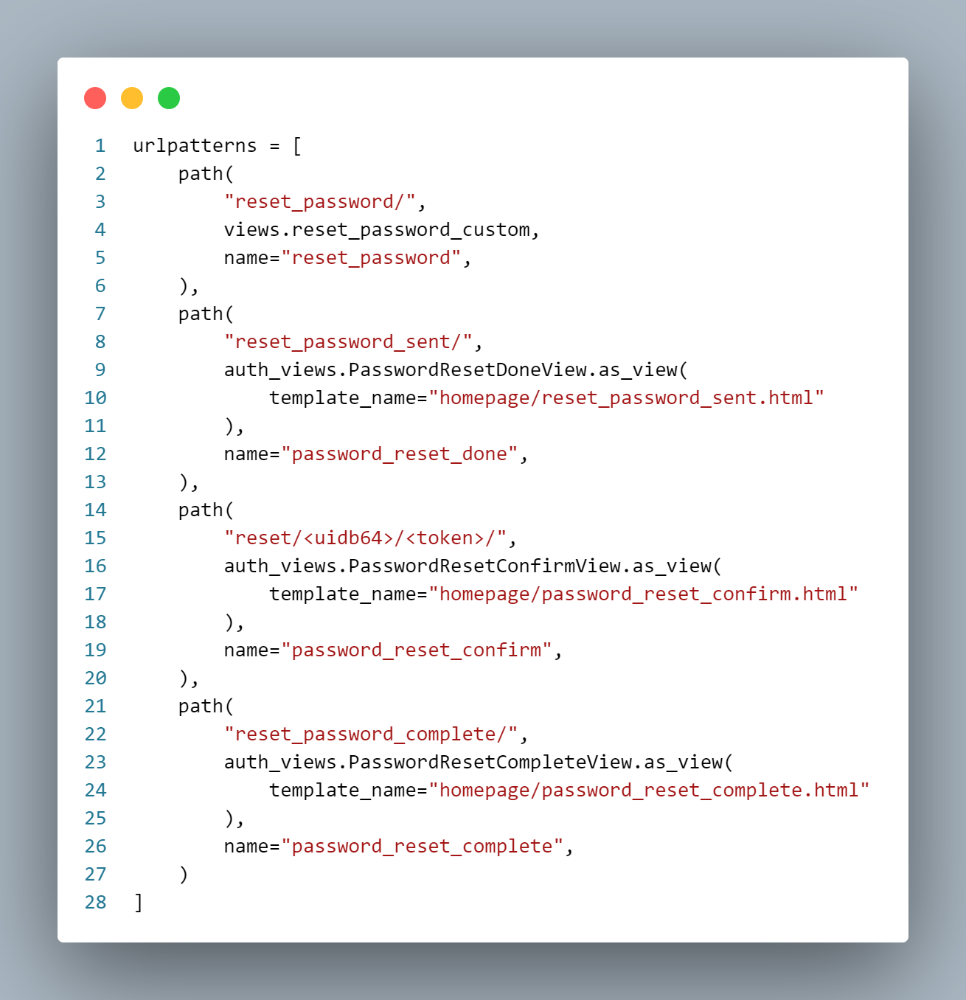 1 urlpatterns = [
2     path(
3         "reset_password/",
4         views.reset_password_custom,
5         name="reset_password",
6     ),
7     path(
8         "reset_password_sent/",
9         auth_views.PasswordResetDoneView.as_view(
10             template_name="homepage/reset_password_sent.html"
11         ),
12         name="password_reset_done",
13     ),
14     path(
15         "reset/<uidb64>/<token>/",
16         auth_views.PasswordResetConfirmView.as_view(
17             template_name="homepage/password_reset_confirm.html"
18         ),
19         name="password_reset_confirm",
20     ),
21     path(
22         "reset_password_complete/",
23         auth_views.PasswordResetCompleteView.as_view(
24             template_name="homepage/password_reset_complete.html"
25         ),
26         name="password_reset_complete",
27     )
28 ]